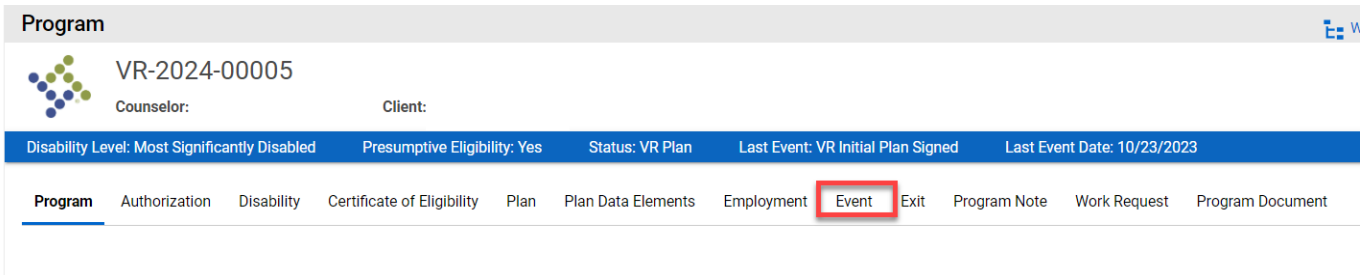 Program
W
VR-2024-00005
Counselor: Client:
Disability Level: Most Significantly Disabled Presumptive Eligibility: Yes Status: VR Plan Last Event: VR Initial Plan Signed Last Event Date: 10/23/2023
Program Authorization Disability Certificate of Eligibility Plan Plan Data Elements Employment Event Exit Program Note Work Request Program Document